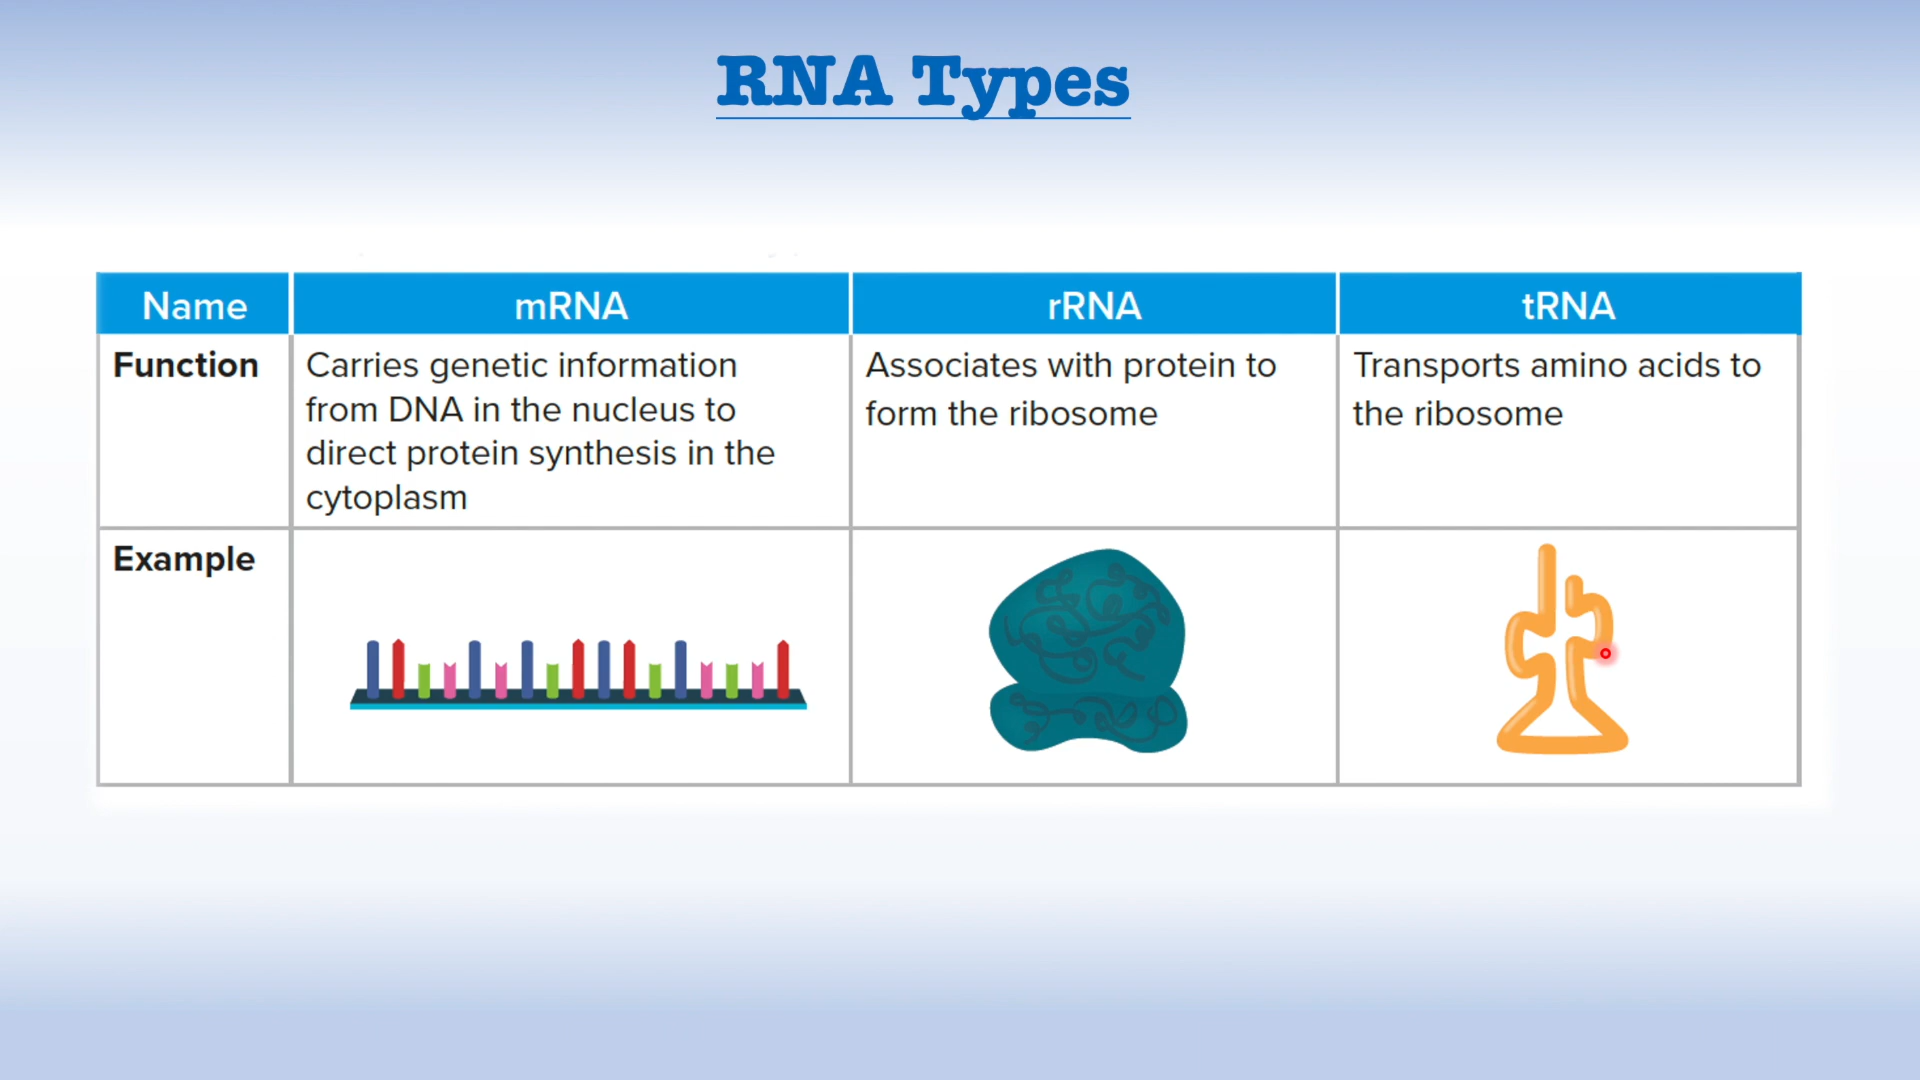 RNA Types
Name
mRNA
rRNA
tRNA
Function
Carries genetic information
from DNA in the nucleus to
direct protein synthesis in the
cytoplasm
Associates with protein to
form the ribosome
Transports amino acids to
the ribosome
Example